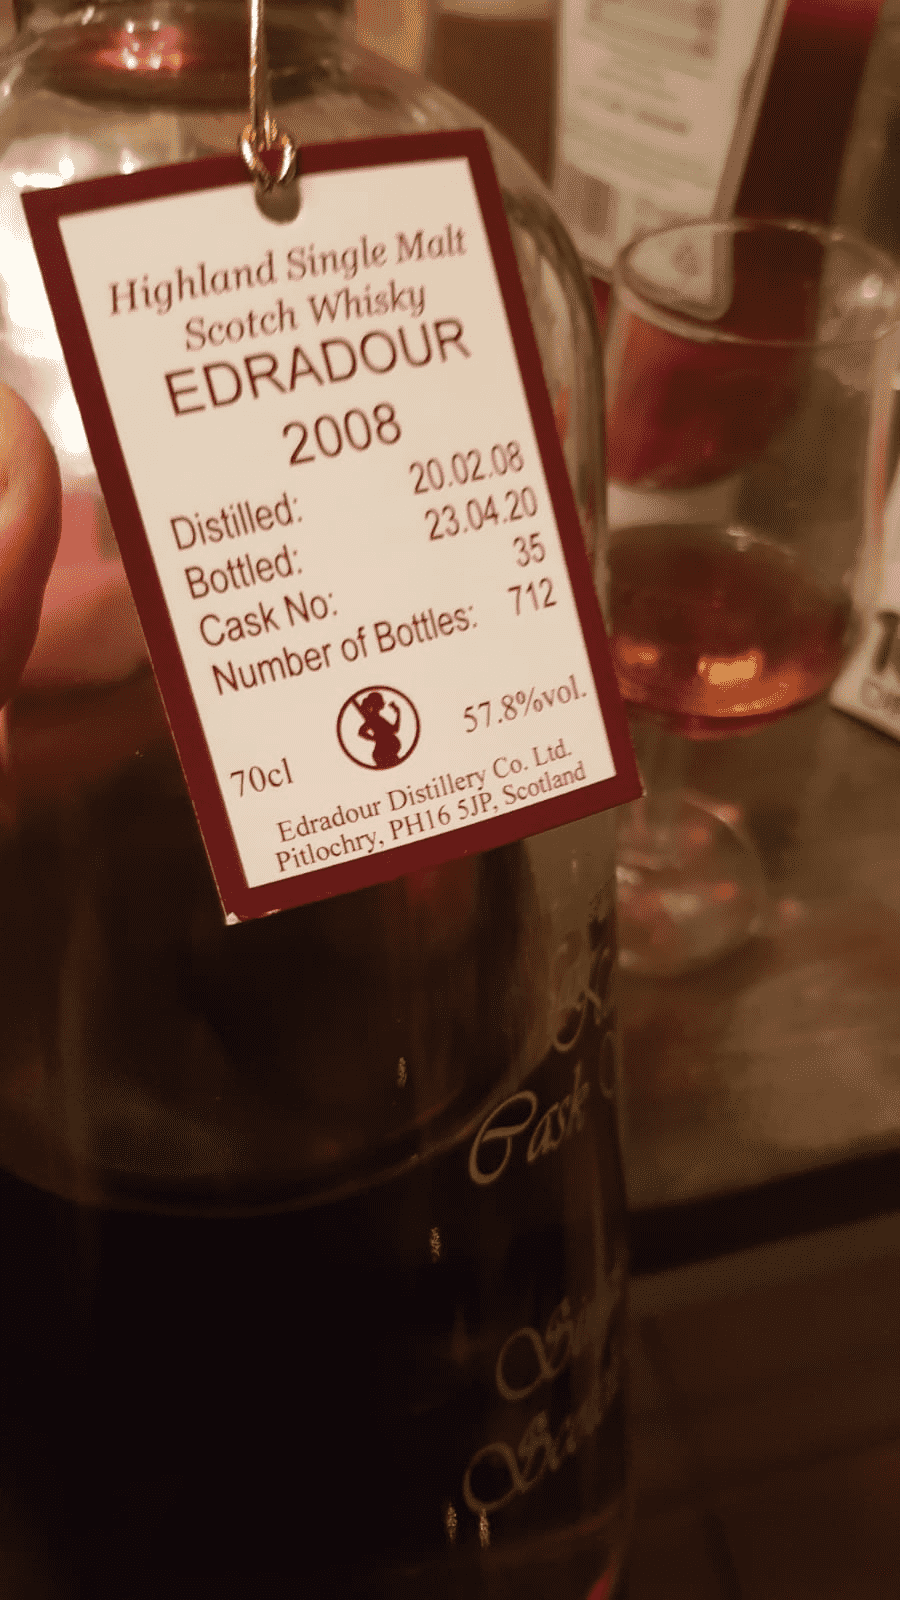 Highland Single Malt
Scotch Whisky
EDRADOUR
2008
Distilled: 20.02.08
Bottled: 23.04.20
Cask No: 35
Number of Bottles: 712
70cl 57.8%vol.
Edradour Distillery Co. Ltd.
Pitlochry, PH16 5JP, Scotland
Cask